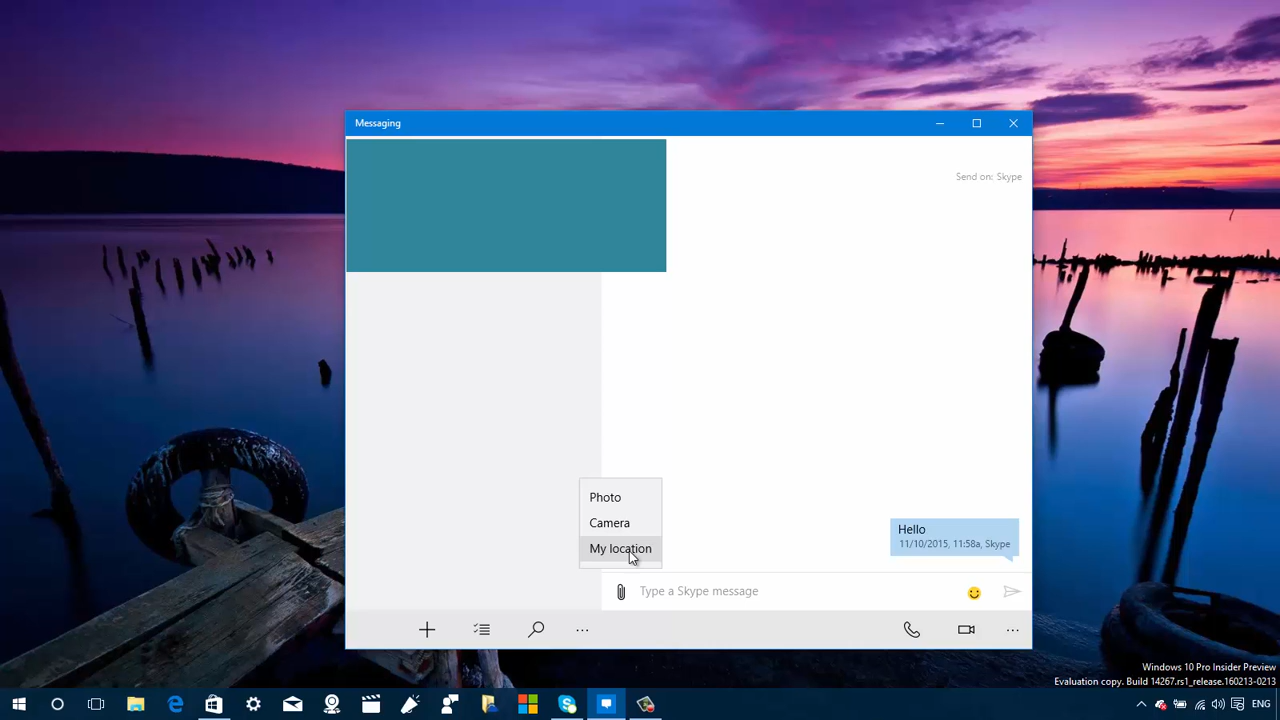 Messaging
Send on: Skype
Photo
Camera
My location
Hello
11/10/2015, 11:58a, Skype
Type a Skype message
Windows 10 Pro Insider Preview
Evaluation copy. Build 14267.rs1_release.160213-0213
ENG